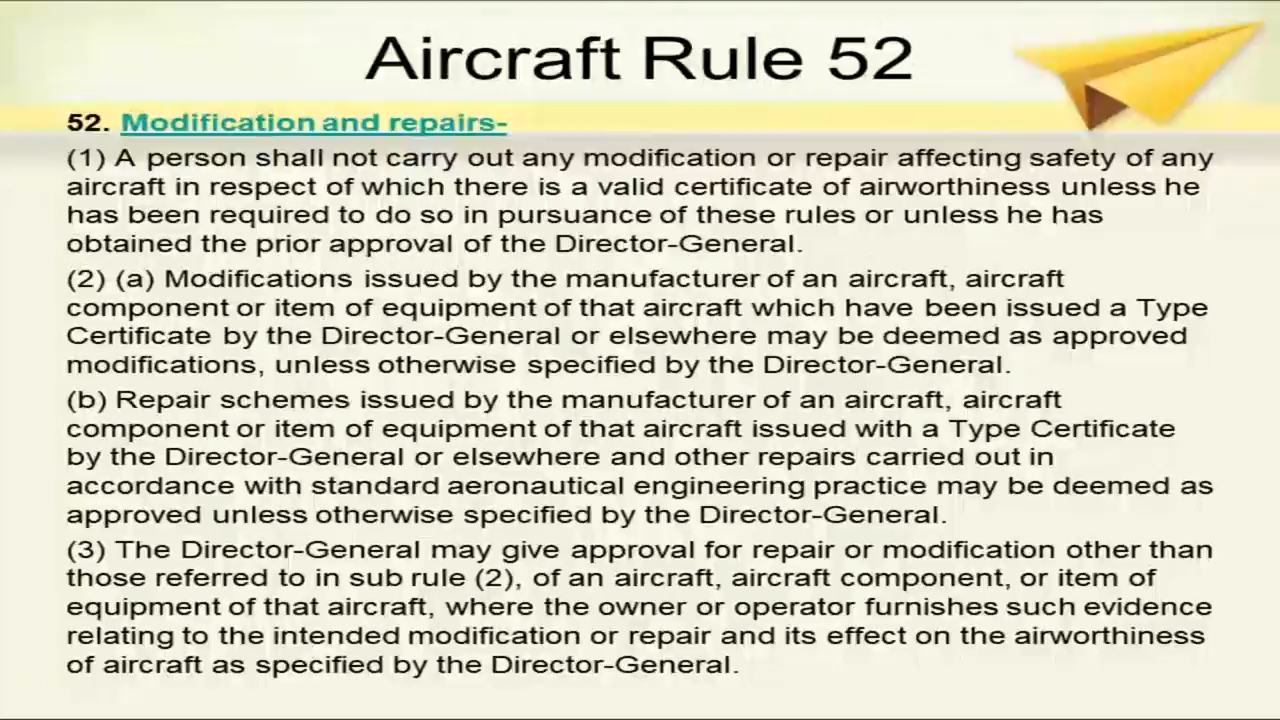 Aircraft Rule 52
52. Modification and repairs-
(1) A person shall not carry out any modification or repair affecting safety of any
aircraft in respect of which there is a valid certificate of airworthiness unless he
has been required to do so in pursuance of these rules or unless he has
obtained the prior approval of the Director-General.
(2) (a) Modifications issued by the manufacturer of an aircraft, aircraft
component or item of equipment of that aircraft which have been issued a Type
Certificate by the Director-General or elsewhere may be deemed as approved
modifications, unless otherwise specified by the Director-General.
(b) Repair schemes issued by the manufacturer of an aircraft, aircraft
component or item of equipment of that aircraft issued with a Type Certificate
by the Director-General or elsewhere and other repairs carried out in
accordance with standard aeronautical engineering practice may be deemed as
approved unless otherwise specified by the Director-General.
(3) The Director-General may give approval for repair or modification other than
those referred to in sub rule (2), of an aircraft, aircraft component, or item of
equipment of that aircraft, where the owner or operator furnishes such evidence
relating to the intended modification or repair and its effect on the airworthiness
of aircraft as specified by the Director-General.